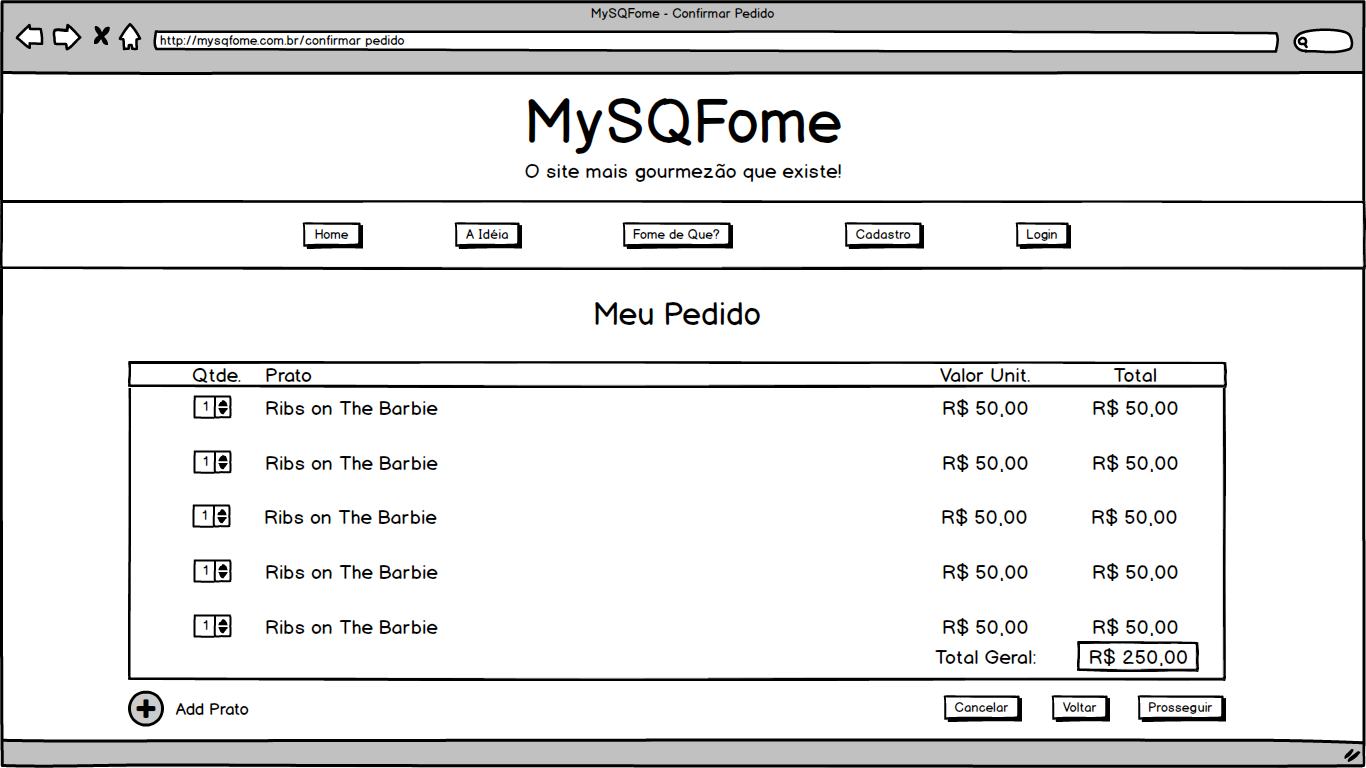 MySQFome - Confirmar Pedido
http://mysqfome.com.br/confirmar pedido
MySQFome
O site mais gourmezão que existe!
Home A Idéia Fome de Que? Cadastro Login
Meu Pedido
Qtde. Prato Valor Unit. Total
1 Ribs on The Barbie R$ 50,00 R$ 50,00
1 Ribs on The Barbie R$ 50,00 R$ 50,00
1 Ribs on The Barbie R$ 50,00 R$ 50,00
1 Ribs on The Barbie R$ 50,00 R$ 50,00
1 Ribs on The Barbie R$ 50,00 R$ 50,00
Total Geral: R$ 250,00
Add Prato Cancelar Voltar Prosseguir